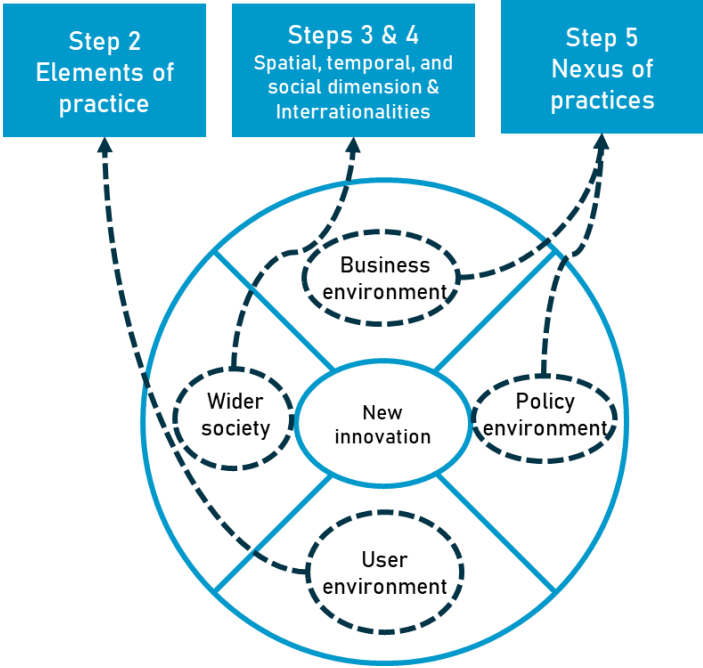 Step 2
Elements of
practice
Steps 3 & 4
Spatial, temporal, and
social dimension &
Interrationalities
Step 5
Nexus of
practices
Business
environment
Wider
society
New
innovation
Policy
environment
User
environment